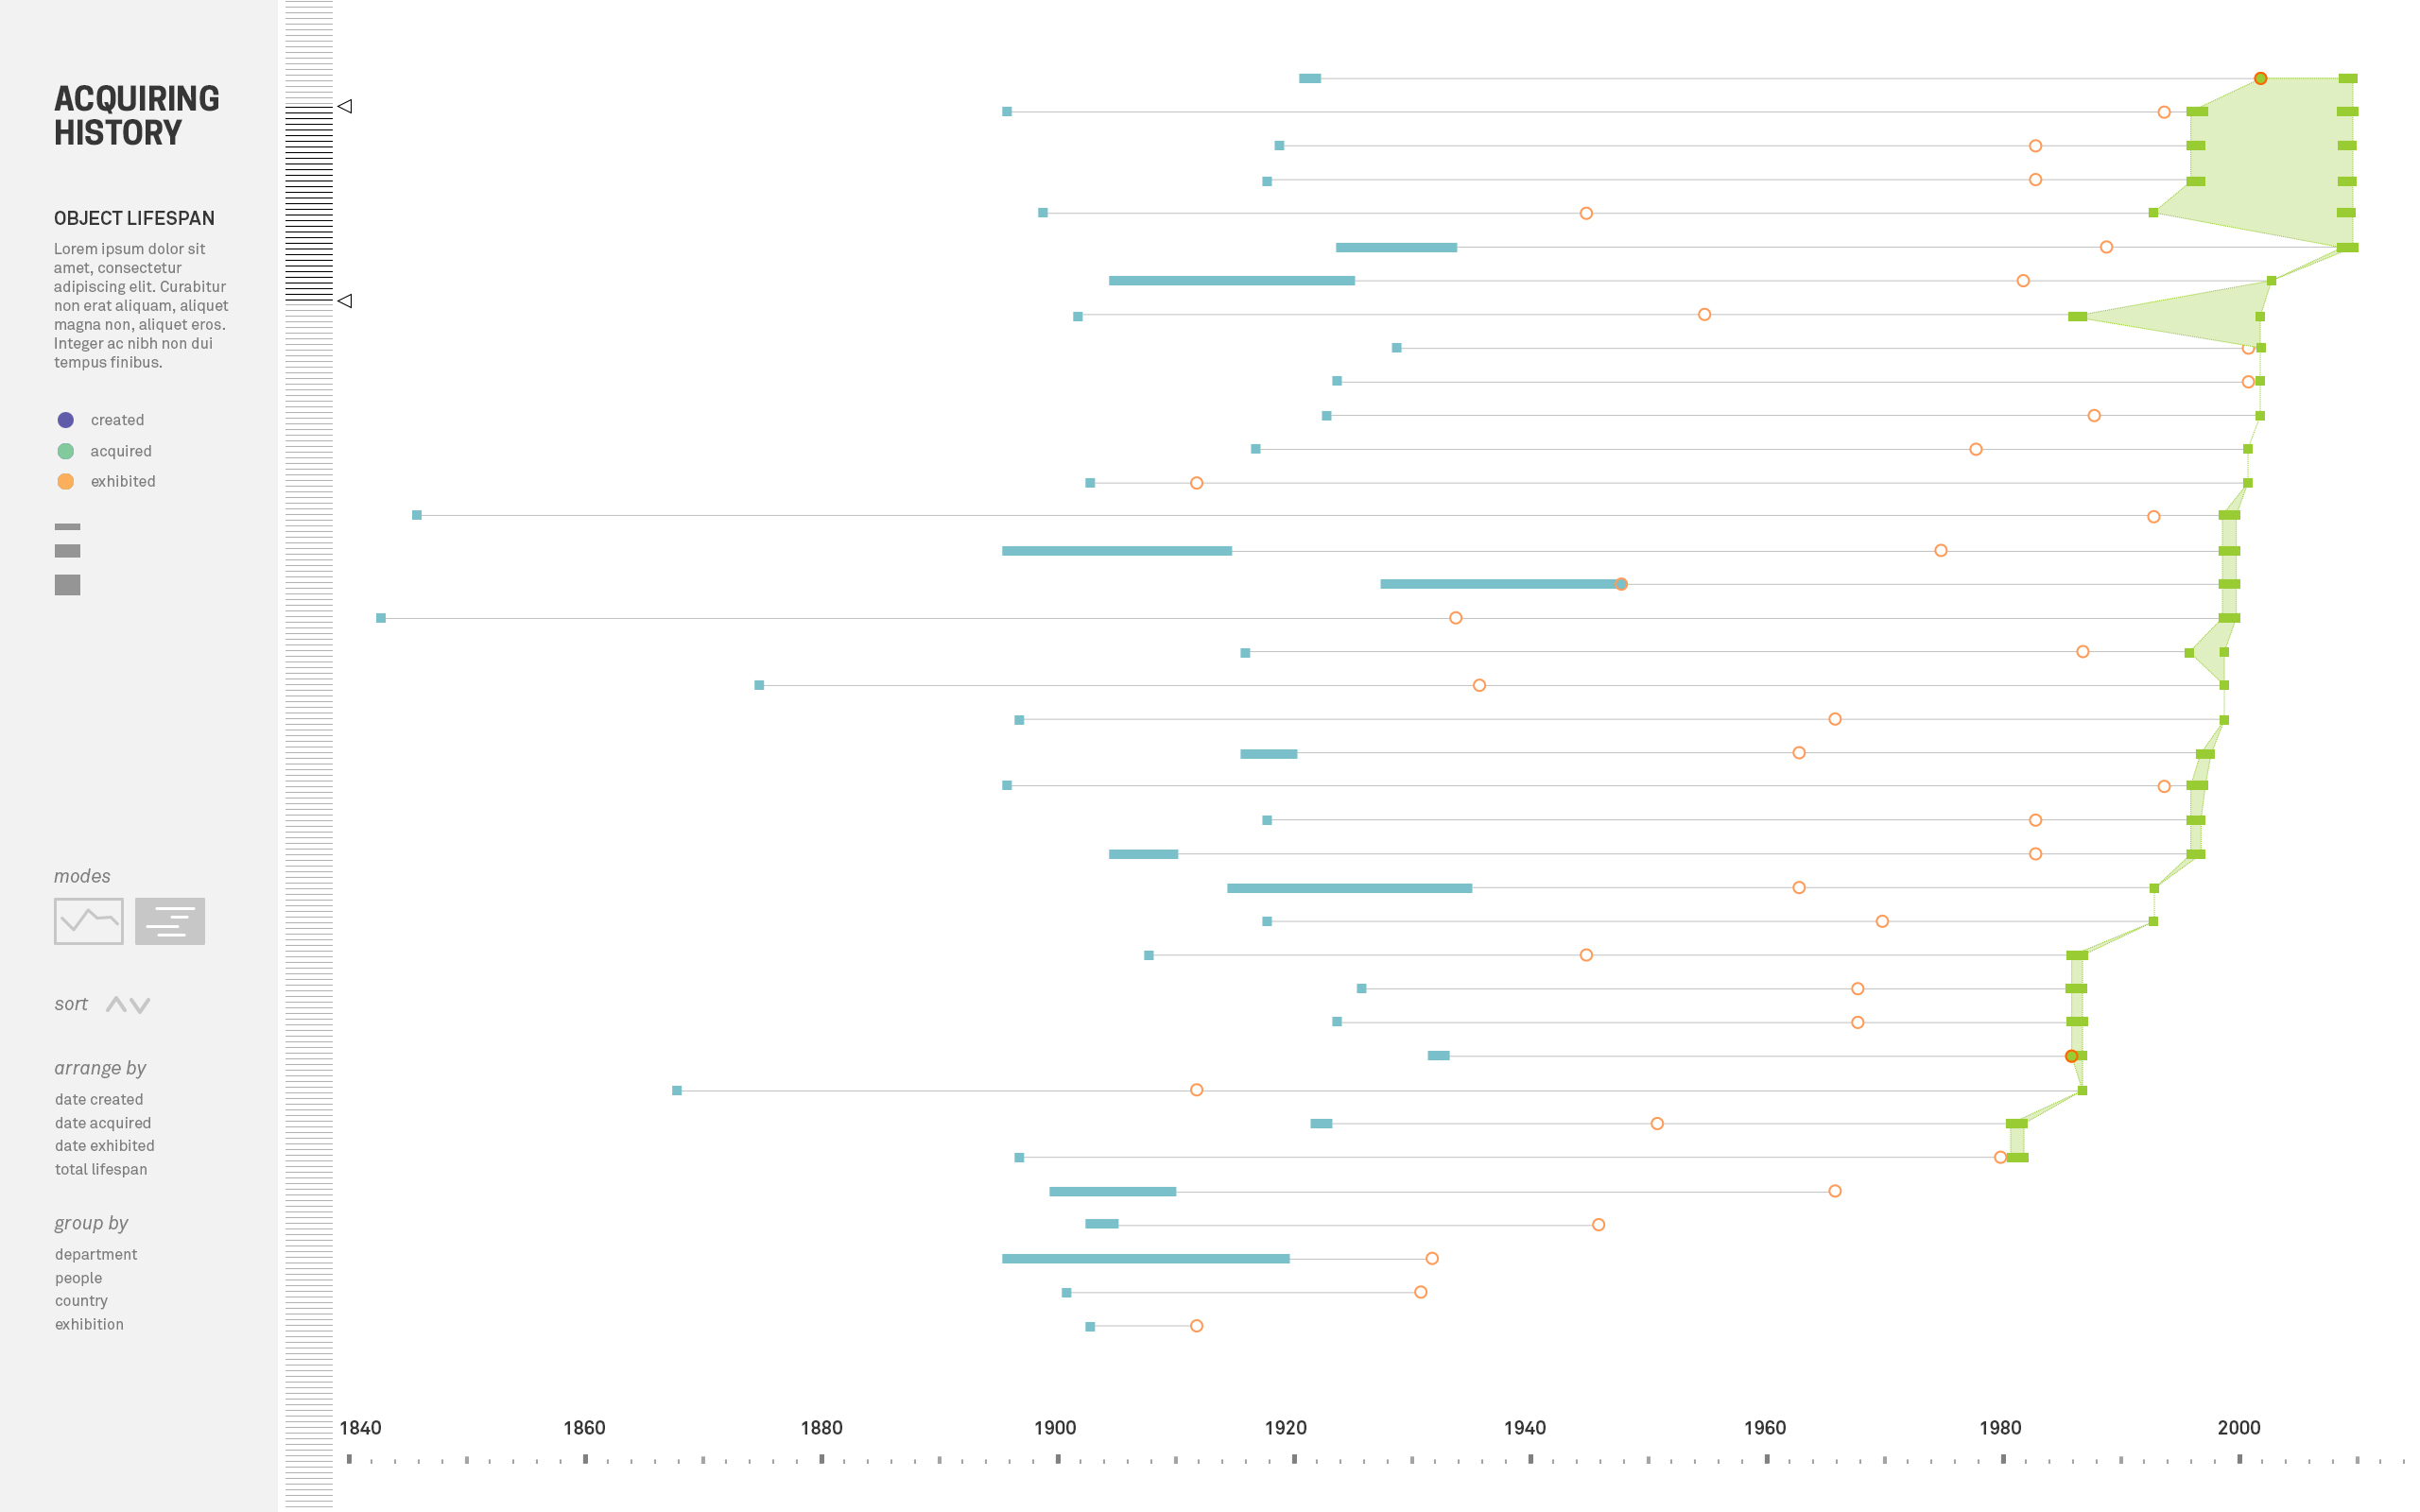 ACQUIRING
HISTORY
OBJECT LIFESPAN
Lorem ipsum dolor sit
amet, consectetur
adipiscing elit. Curabitur
non erat aliquam, aliquet
magna non, aliquet eros.
Integer ac nibh non dui
tempus finibus.
created
acquired
exhibited
modes
sort
arrange by
date created
date acquired
date exhibited
total lifespan
group by
department
people
country
exhibition
1840 1860 1880 1900 1920 1940 1960 1980 2000